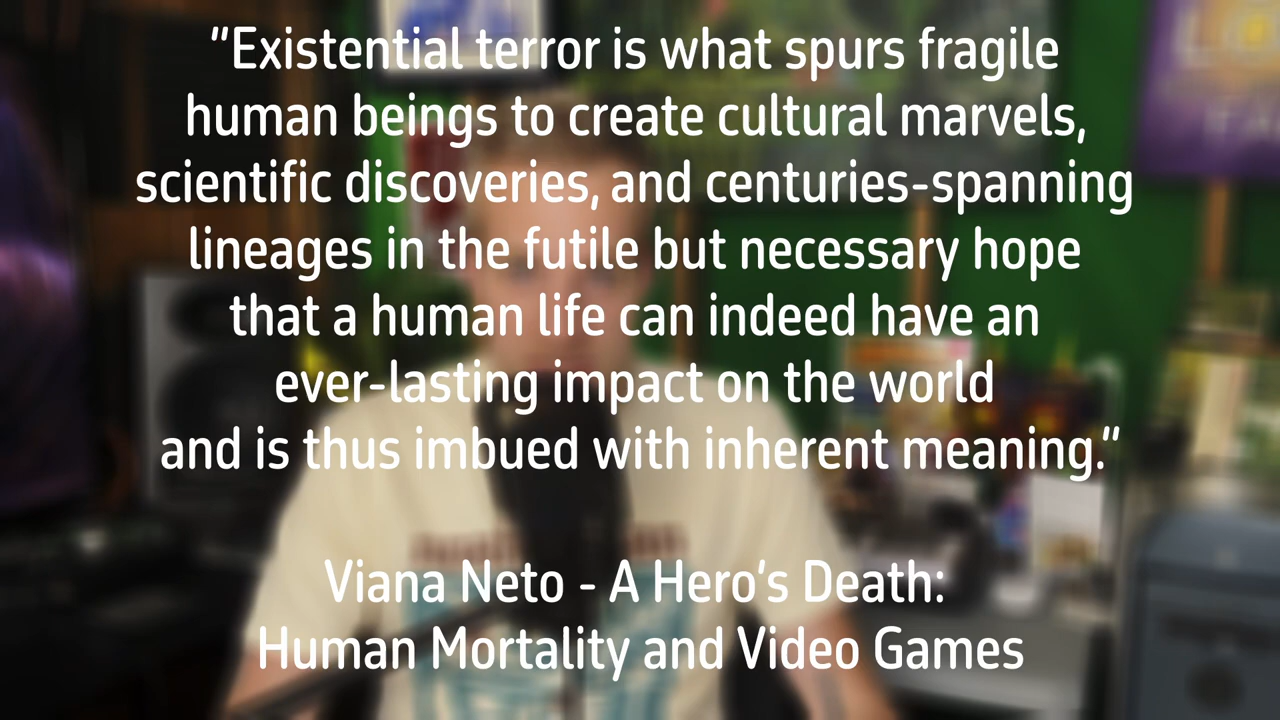 "Existential terror is what spurs fragile
human beings to create cultural marvels,
scientific discoveries, and centuries-spanning
lineages in the futile but necessary hope
that a human life can indeed have an
ever-lasting impact on the world
and is thus imbued with inherent meaning."
Viana Neto - A Hero's Death:
Human Mortality and Video Games